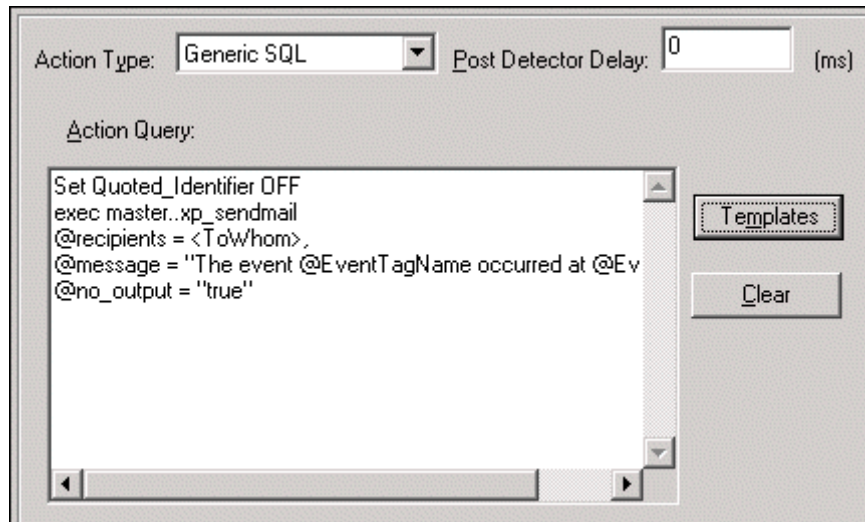 Action Type: Generic SQL Post Detector Delay: 0 (ms)
Action Query:
Set Quoted_Identifier OFF
exec master..xp_sendmail
@recipients = <ToWhom>,
@message = "The event @EventTagName occurred at @Ev
@no_output = "true"
Templates
Clear